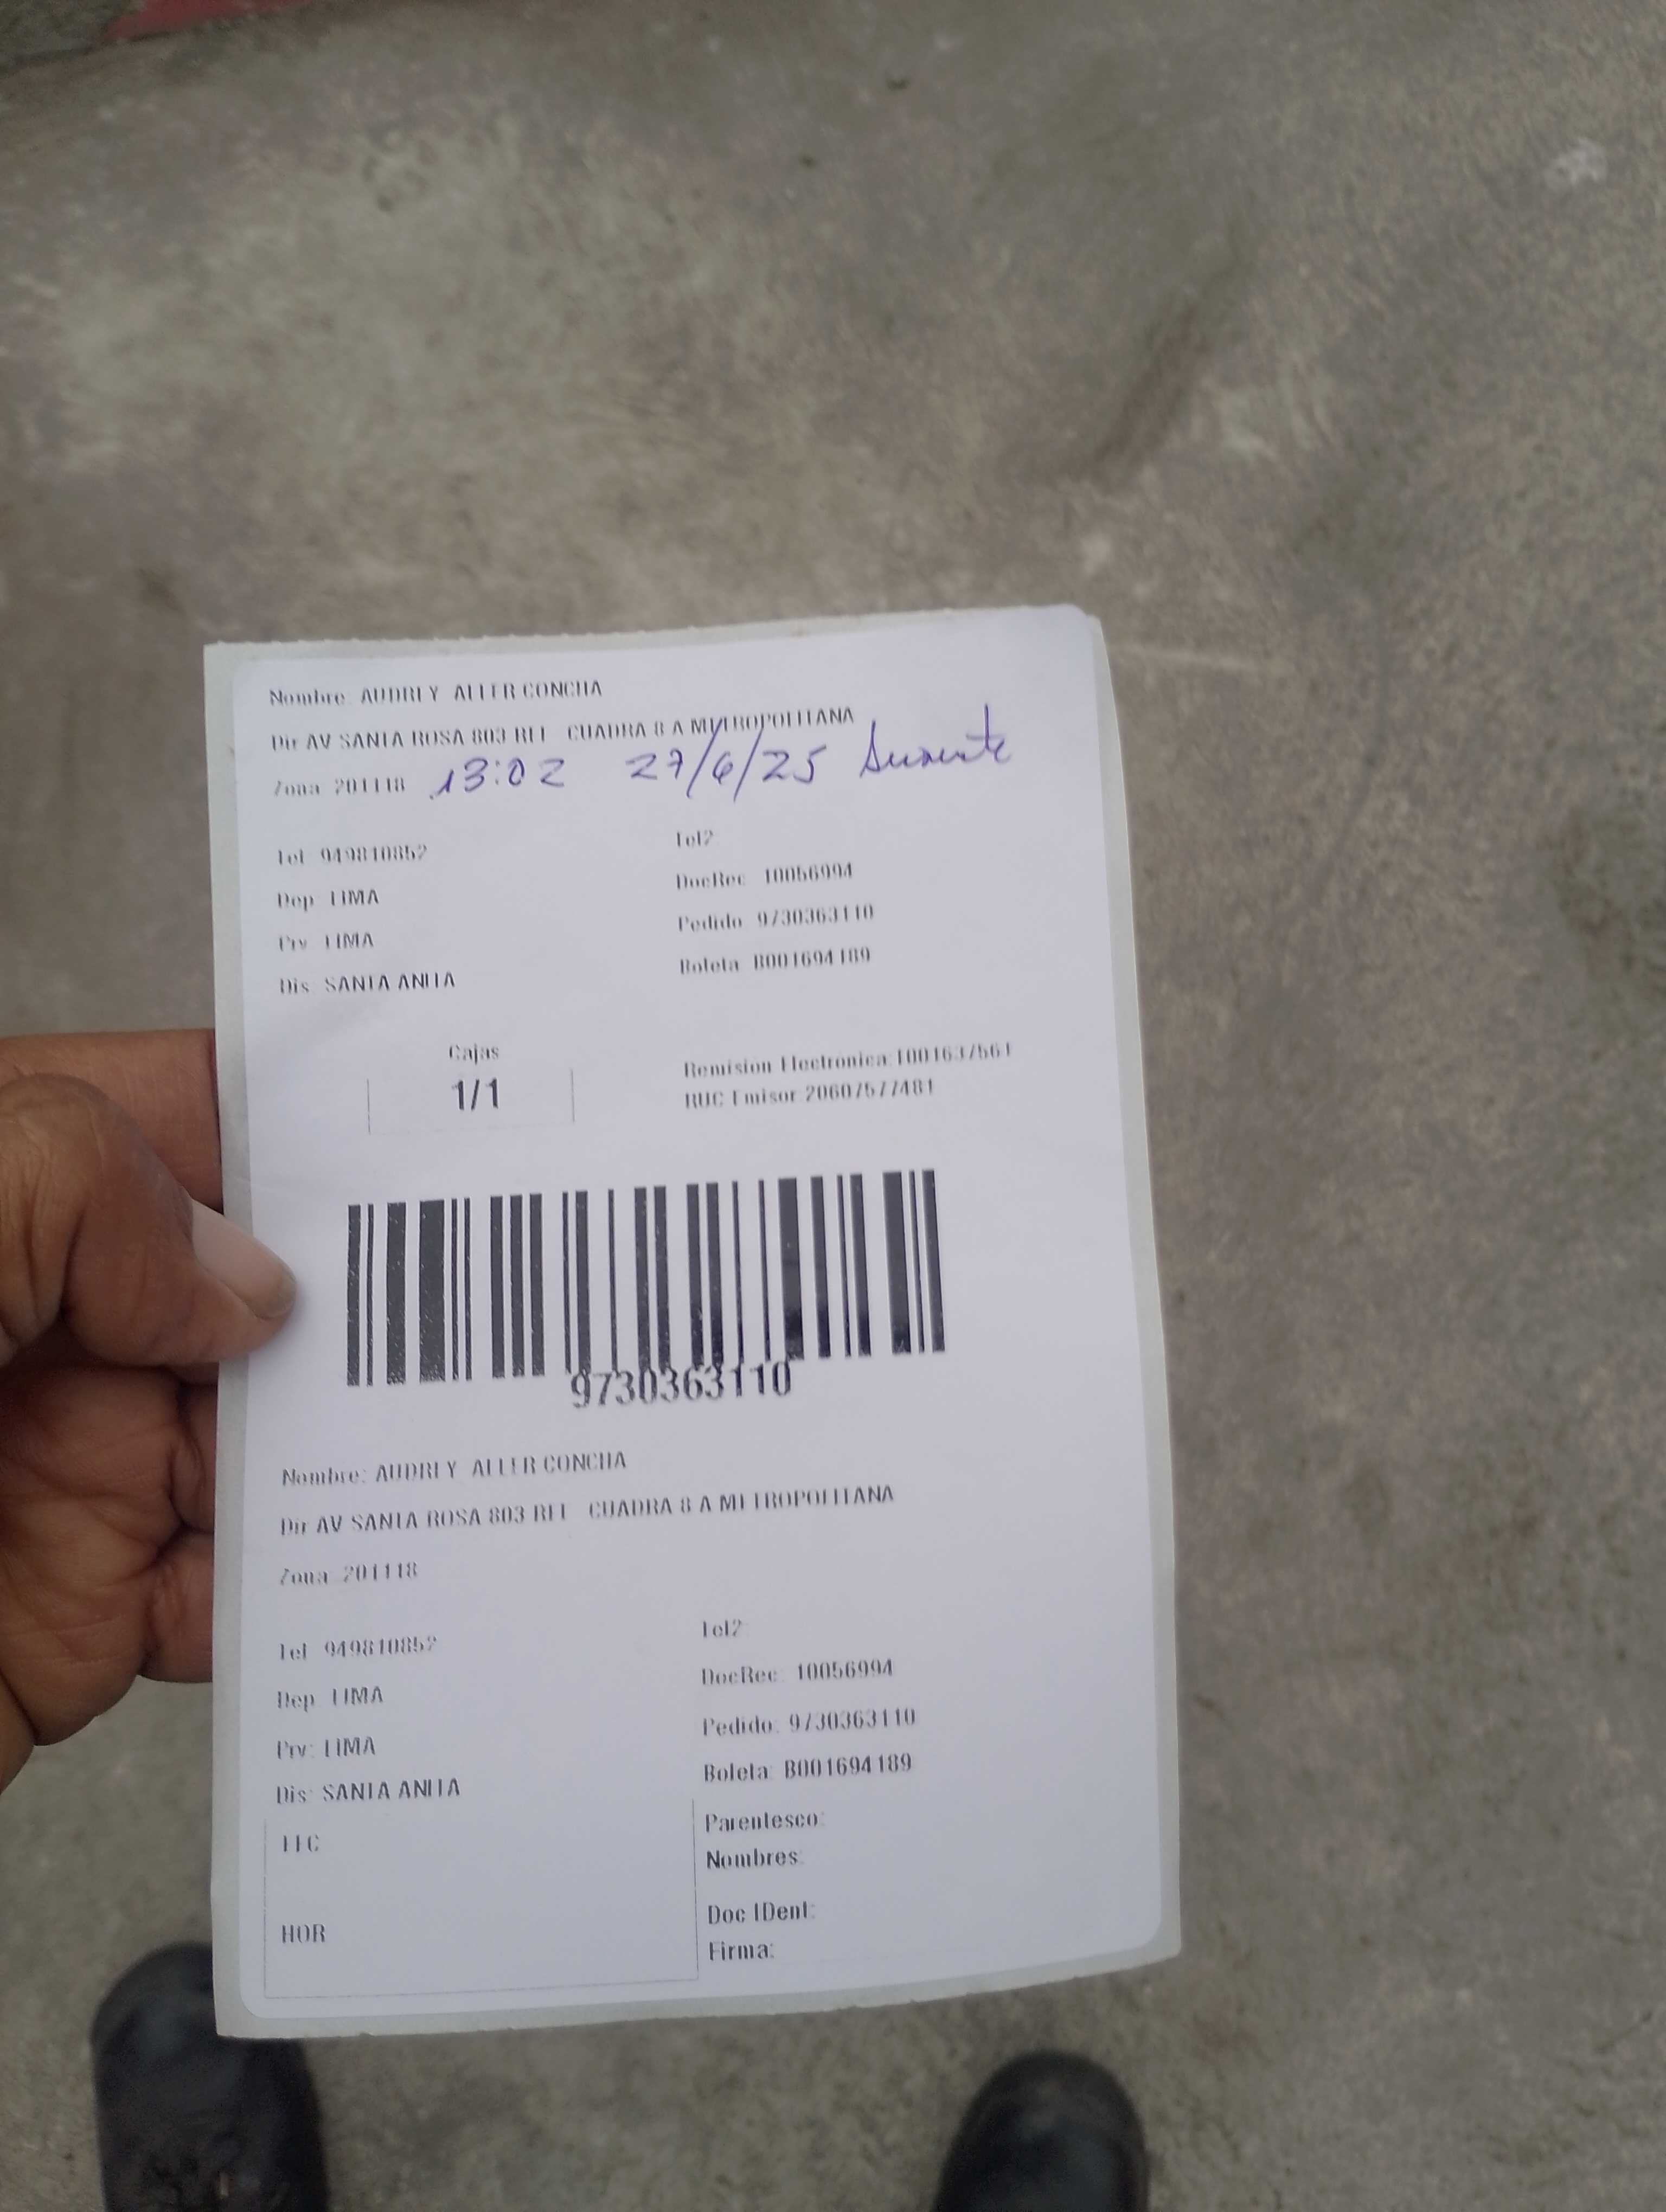 Nombre: AUDREY ALLER CONCHA
Dir AV SANTA ROSA 803 REF CUADRA 8 A METROPOLITANA
Zona 201118 13:02 27/6/25 Ausente
Tel 949810852 Tel2
Dep LIMA DocRec 10056994
Prv LIMA Pedido 9730363110
Dis SANTA ANITA Boleta B001694189
Cajas
1/1
Remision Electrónica T001637561
RUC Emisor 20607577481
9730363110
Nombre: AUDREY ALLER CONCHA
Dir AV SANTA ROSA 803 REF CUADRA 8 A METROPOLITANA
Zona 201118
Tel 949810852 Tel2
Dep LIMA DocRec 10056994
Prv: LIMA Pedido: 9730363110
Dis: SANTA ANITA Boleta: B001694189
FEC
HOR
Parentesco:
Nombres:
Doc IDent:
Firma: